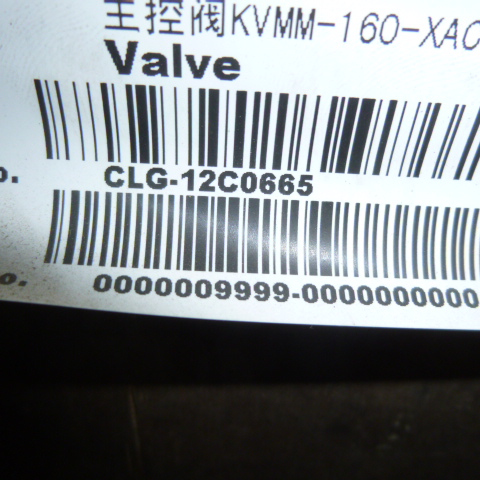 主控阀KVMM-160-XAC
Valve
o.
CLG-12C0665
o.
0000009999-0000000000